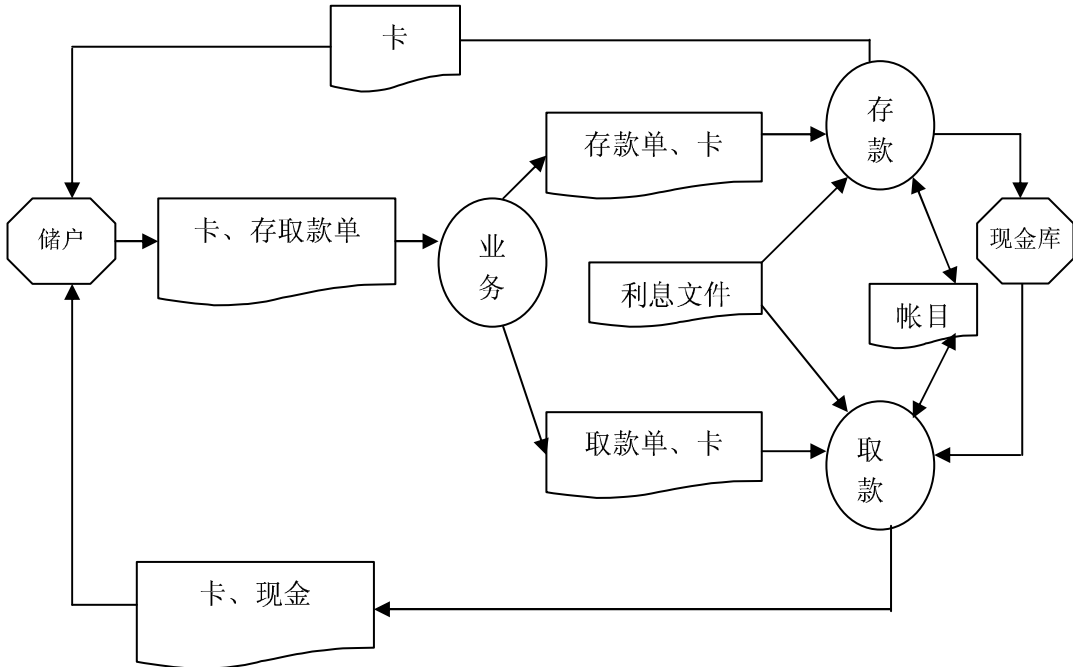 卡
存
款
存款单、卡
储户
卡、存取款单
业
务
现金库
利息文件
帐目
取款单、卡
取
款
卡、现金